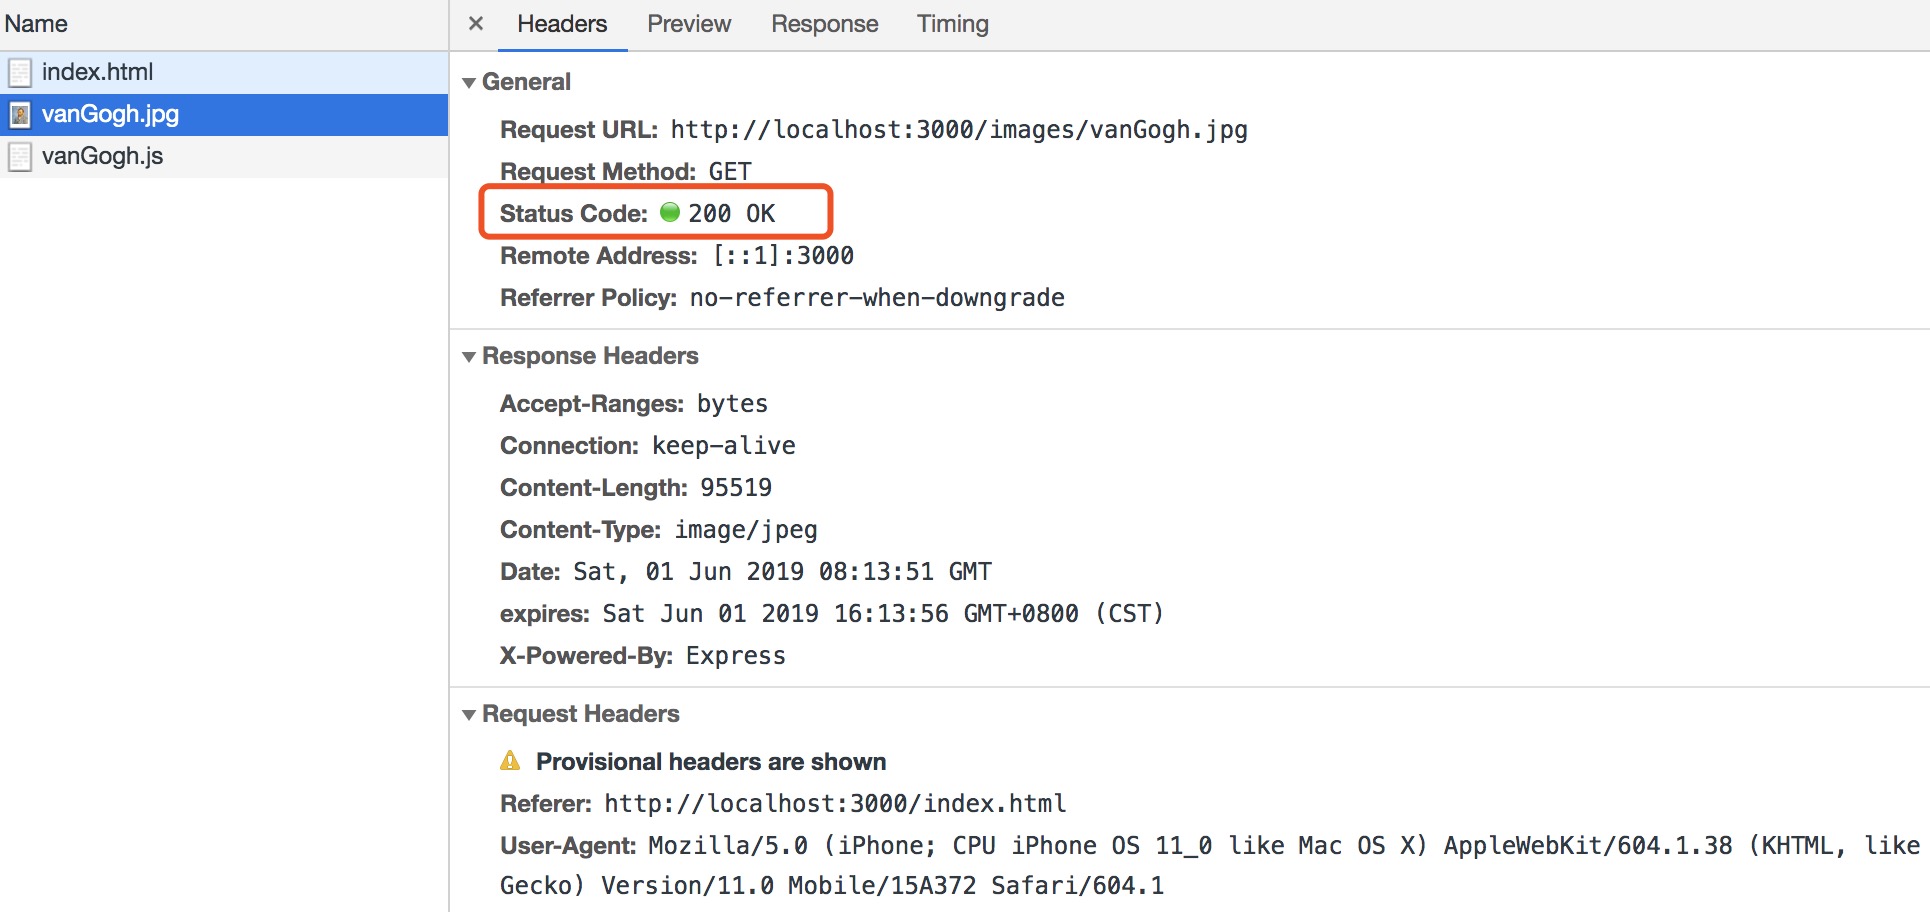 Name
index.html
vanGogh.jpg
vanGogh.js
× Headers Preview Response Timing
General
Request URL: http://localhost:3000/images/vanGogh.jpg
Request Method: GET
Status Code: 200 OK
Remote Address: [::1]:3000
Referrer Policy: no-referrer-when-downgrade
Response Headers
Accept-Ranges: bytes
Connection: keep-alive
Content-Length: 95519
Content-Type: image/jpeg
Date: Sat, 01 Jun 2019 08:13:51 GMT
expires: Sat Jun 01 2019 16:13:56 GMT+0800 (CST)
X-Powered-By: Express
Request Headers
Provisional headers are shown
Referer: http://localhost:3000/index.html
User-Agent: Mozilla/5.0 (iPhone; CPU iPhone OS 11_0 like Mac OS X) AppleWebKit/604.1.38 (KHTML, like
Gecko) Version/11.0 Mobile/15A372 Safari/604.1